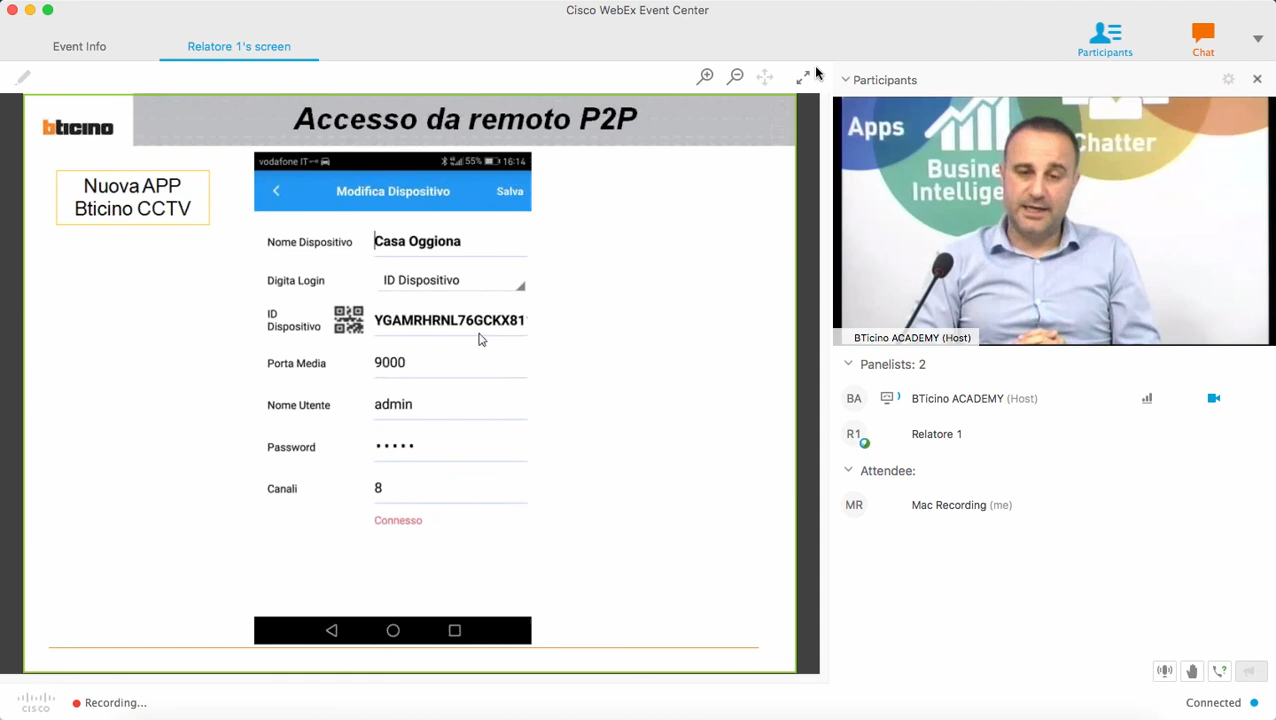 Cisco WebEx Event Center
Event Info
Relatore 1's screen
Participants
Chat
Participants
bticino
Accesso da remoto P2P
Nuova APP
Bticino CCTV
vodafone IT
55% 16:14
Modifica Dispositivo
Salva
Nome Dispositivo
Casa Oggiona
Digita Login
ID Dispositivo
ID
Dispositivo
YGAMRHRNL76GCKX81
Porta Media
9000
Nome Utente
admin
Password
•••••
Canali
8
Connesso
Apps
Business
Intelligence
Chatter
BTicino ACADEMY (Host)
Panelists: 2
BA
BTicino ACADEMY (Host)
R1
Relatore 1
Attendee:
MR
Mac Recording (me)
CISCO
Recording...
Connected